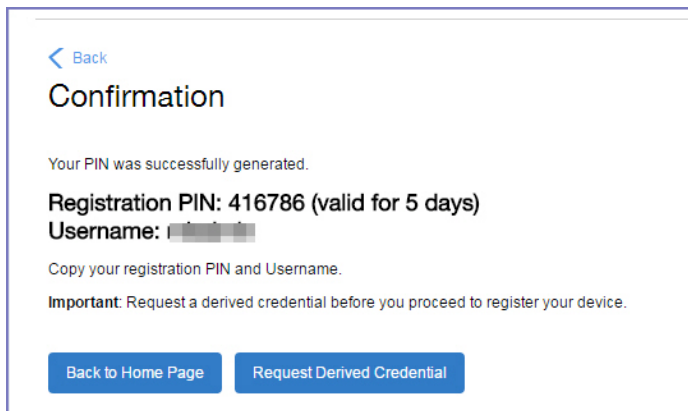 Back
Confirmation
Your PIN was successfully generated.
Registration PIN: 416786 (valid for 5 days)
Username:
Copy your registration PIN and Username.
Important: Request a derived credential before you proceed to register your device.
Back to Home Page
Request Derived Credential